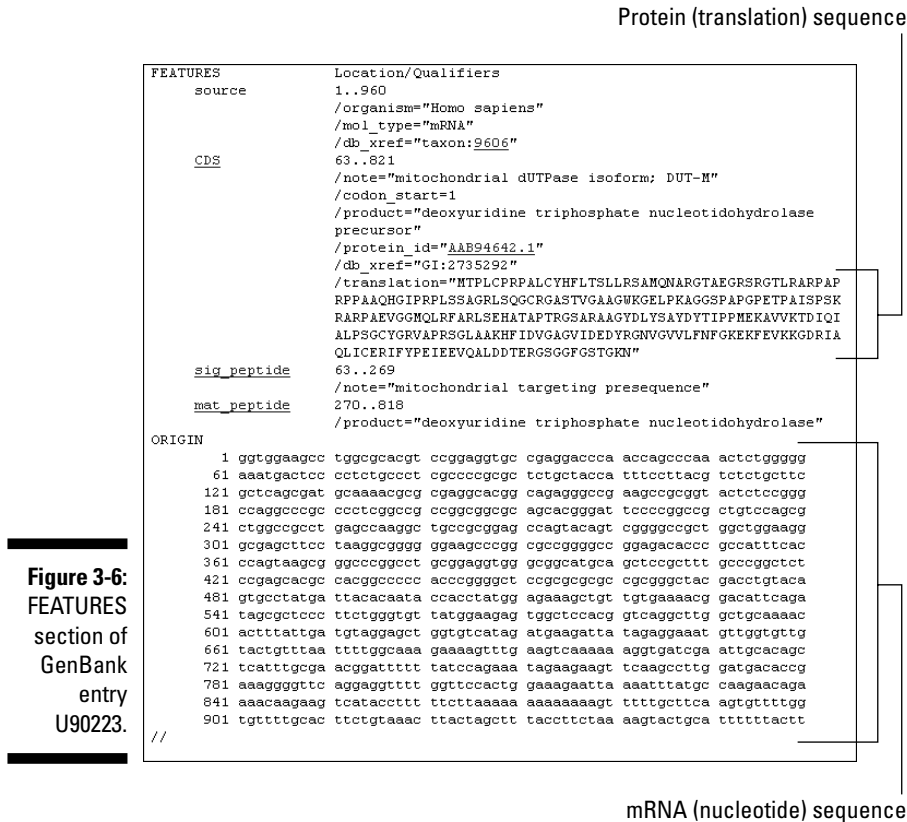 Protein (translation) sequence
FEATURES Location/Qualifiers
source 1..960
/organism="Homo sapiens"
/mol_type="mRNA"
/db_xref="taxon:9606"
CDS 63..821
/note="mitochondrial dUTPase isoform; DUT-M"
/codon_start=1
/product="deoxyuridine triphosphate nucleotidohydrolase
precursor"
/protein_id="AAB94642.1"
/db_xref="GI:2735292"
/translation="MTPLCPRPALCYHFLTSLLRSAMQNARGTAEGRSRGTLRARPAP
RPPAAQHGIPRPLSSAGRLSQGCRGASTVGAAGWKGELPKAGGSPAPGPETPAISPSK
RARPAEVGGMQLRFARLSEHATAPTRGSARAAGYDLYSAYDYTIPPMEKAVVKTDIQI
ALPSGCYGRVAPRSGLAAKHFIDVGAGVIDEDYRGNVGVVLFNFGKEKFEVKKGDRIA
QLICERIFYPEIEEVQALDDTERGSGGFGSTGKN"
sig_peptide 63..269
/note="mitochondrial targeting presequence"
mat_peptide 270..818
/product="deoxyuridine triphosphate nucleotidohydrolase"
ORIGIN
1 ggtggaagcc tggcgcacgt ccggaggtgc cgaggaccca accagcccaa actctggggg
61 aaatgactcc cctctgccct cgccccgcgc tctgctacca tttccttacg tctctgcttc
121 gctcagcgat gcaaaacgcg cgaggcacgg cagagggccg aagccgcggt actctccggg
181 ccaggcccgc ccctcggccg ccggcggcgc agcacgggat tccccggccg ctgtccagcg
241 ctggccgcct gagccaaggc tgccgcggag ccagtacagt cggggccgct ggctggaagg
301 gcgagcttcc taaggcgggg ggaagcccgg cgccggggcc ggagacaccc gccatttcac
361 ccagtaagcg ggcccggcct gcggaggtgg gcggcatgca gctccgcttt gcccggctct
421 ccgagcacgc cacggccccc acccggggct ccgcgcgcgc cgcgggctac gacctgtaca
481 gtgcctatga ttacacaata ccacctatgg agaaagctgt tgtgaaaacg gacattcaga
541 tagcgctccc ttctgggtgt tatggaagag tggctccacg gtcaggcttg gctgcaaaac
601 actttattga tgtaggagct ggtgtcatag atgaagatta tagaggaaat gttggtgttg
661 tactgtttaa ttttggcaaa gaaaagtttg aagtcaaaaa aggtgatcga attgcacagc
721 tcatttgcga acggattttt tatccagaaa tagaagaagt tcaagccttg gatgacaccg
781 aaaggggttc aggaggtttt ggttccactg gaaagaatta aaatttatgc caagaacaga
841 aaacaagaag tcataccttt ttcttaaaaa aaaaaaaagt ttttgcttca agtgttttgg
901 tgttttgcac ttctgtaaac ttactagctt taccttctaa aagtactgca tttttttactt
//
Figure 3-6:
FEATURES
section of
GenBank
entry
U90223.
mRNA (nucleotide) sequence